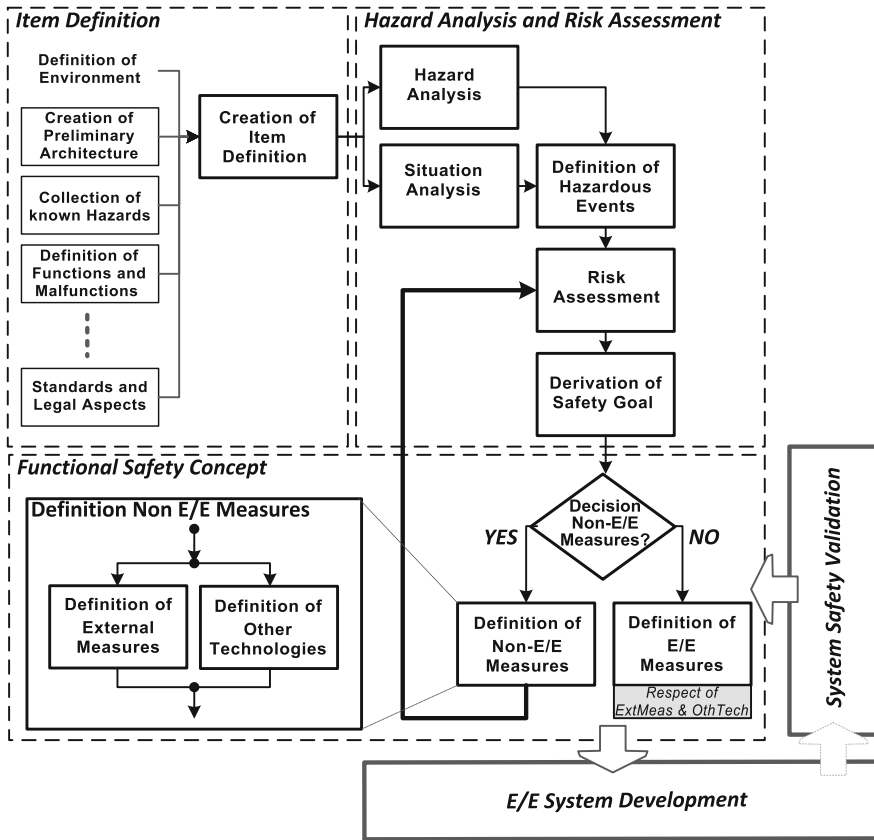 Item Definition
Definition of
Environment
Creation of
Preliminary
Architecture
Collection of
known Hazards
Definition of
Functions and
Malfunctions
Standards and
Legal Aspects
Creation of
Item
Definition
Hazard Analysis and Risk Assessment
Hazard
Analysis
Situation
Analysis
Definition of
Hazardous
Events
Risk
Assessment
Derivation of
Safety Goal
Functional Safety Concept
Definition Non E/E Measures
Definition of
External
Measures
Definition of
Other
Technologies
Decision
Non-E/E
Measures?
YES
NO
Definition of
Non-E/E
Measures
Definition of
E/E
Measures
Respect of
ExtMeas & OthTech
System Safety Validation
E/E System Development